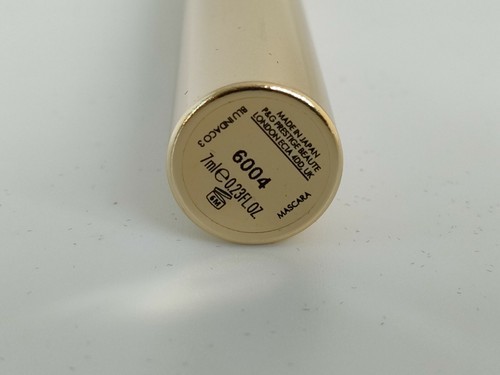 MADE IN JAPAN
P&G PRESTIGE BEAUTE
LONDON EC1A 4DD, UK
BLU INDACO 3
6004
7ml e 0.23FL.OZ.
MASCARA
6M